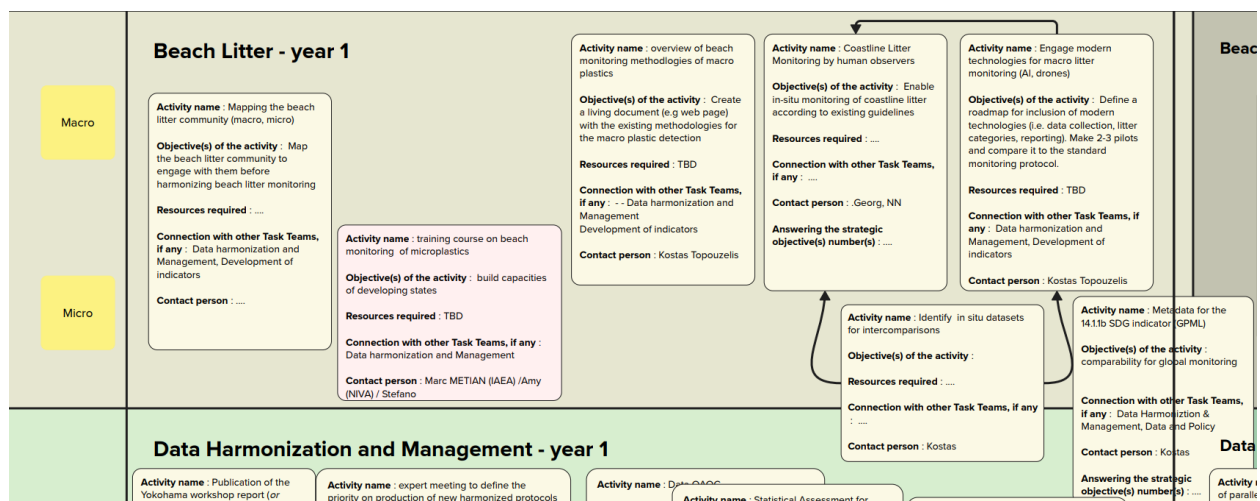 Beach Litter - year 1
Macro
Micro
Activity name : Mapping the beach
litter community (macro, micro)
Objective(s) of the activity : Map
the beach litter community to
engage with them before
harmonizing beach litter monitoring
Resources required : ....
Connection with other Task Teams,
if any : Data harmonization and
Management, Development of
indicators
Contact person : ....
Activity name : training course on beach
monitoring of microplastics
Objective(s) of the activity : build capacities
of developing states
Resources required : TBD
Connection with other Task Teams, if any :
Data harmonization and Management
Contact person : Marc METIAN (IAEA) /Amy
(NIVA) / Stefano
Activity name : overview of beach
monitoring methodlogies of macro
plastics
Objective(s) of the activity : Create
a living document (e.g web page)
with the existing methodologies for
the macro plastic detection
Resources required : TBD
Connection with other Task Teams,
if any : - - Data harmonization and
Management
Development of indicators
Contact person : Kostas Topouzelis
Activity name : Coastline Litter
Monitoring by human observers
Objective(s) of the activity : Enable
in-situ monitoring of coastline litter
according to existing guidelines
Resources required : ....
Connection with other Task Teams,
if any : ....
Contact person : .Georg, NN
Answering the strategic
objective(s) number(s) : ....
Activity name : Engage modern
technologies for macro litter
monitoring (AI, drones)
Objective(s) of the activity : Define a
roadmap for inclusion of modern
technologies (i.e. data collection, litter
categories, reporting). Make 2-3 pilots
and compare it to the standard
monitoring protocol.
Resources required : TBD
Connection with other Task Teams, if
any : Data harmonization and
Management, Development of
indicators
Contact person : Kostas Topouzelis
Activity name : Identify in situ datasets
for intercomparisons
Objective(s) of the activity :
Resources required : ....
Connection with other Task Teams, if any
: ....
Contact person : Kostas
Activity name : Metadata for the
14.1.1b SDG indicator (GPML)
Objective(s) of the activity :
comparability for global monitoring
Connection with other Task Teams,
if any : Data Harmoniztion &
Management, Data and Policy
Contact person : Kostas
Answering the strategic
objective(s) number(s) : ....
Beac
Data Harmonization and Management - year 1
Activity name : Publication of the
Yokohama workshop report (or
Activity name : expert meeting to define the
priority on production of new harmonized protocols
Activity name : Data
Activity name : Statistical Assessment for
Data
Activity
of paralle